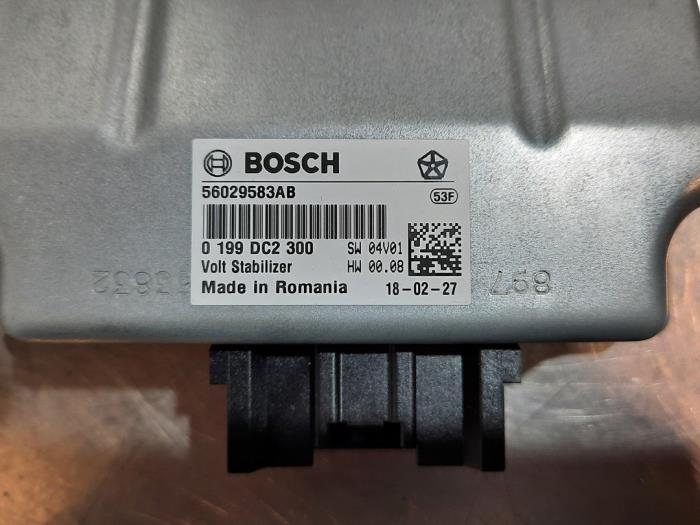 BOSCH
56029583AB
53F
0 199 DC2 300 SW 04V01
Volt Stabilizer HW 00.08
Made in Romania 18-02-27
897